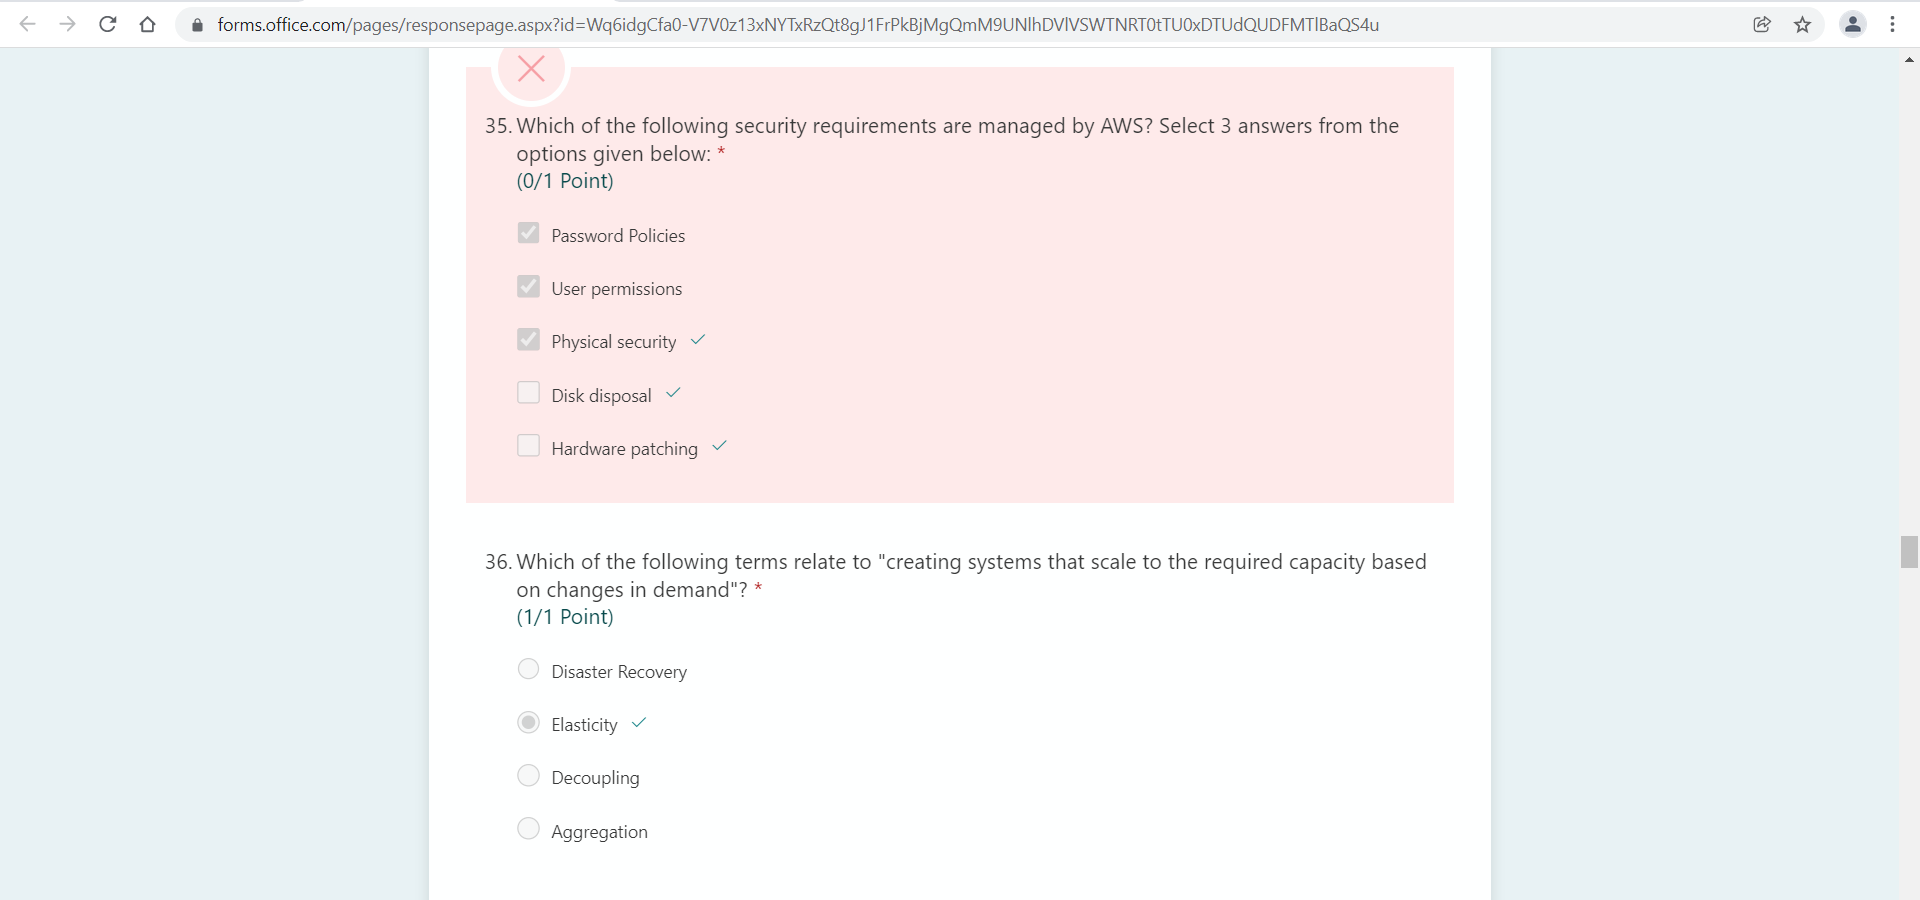 forms.office.com/pages/responsepage.aspx?id=Wq6idgCfa0-V7V0z13xNYTxRzQt8gJ1FrPkBjMgQmM9UNlhDVlVSWTNRT0tTU0xDTUdQUDFMTlBaQS4u
35. Which of the following security requirements are managed by AWS? Select 3 answers from the
options given below: *
(0/1 Point)
Password Policies
User permissions
Physical security
Disk disposal
Hardware patching
36. Which of the following terms relate to "creating systems that scale to the required capacity based
on changes in demand"? *
(1/1 Point)
Disaster Recovery
Elasticity
Decoupling
Aggregation